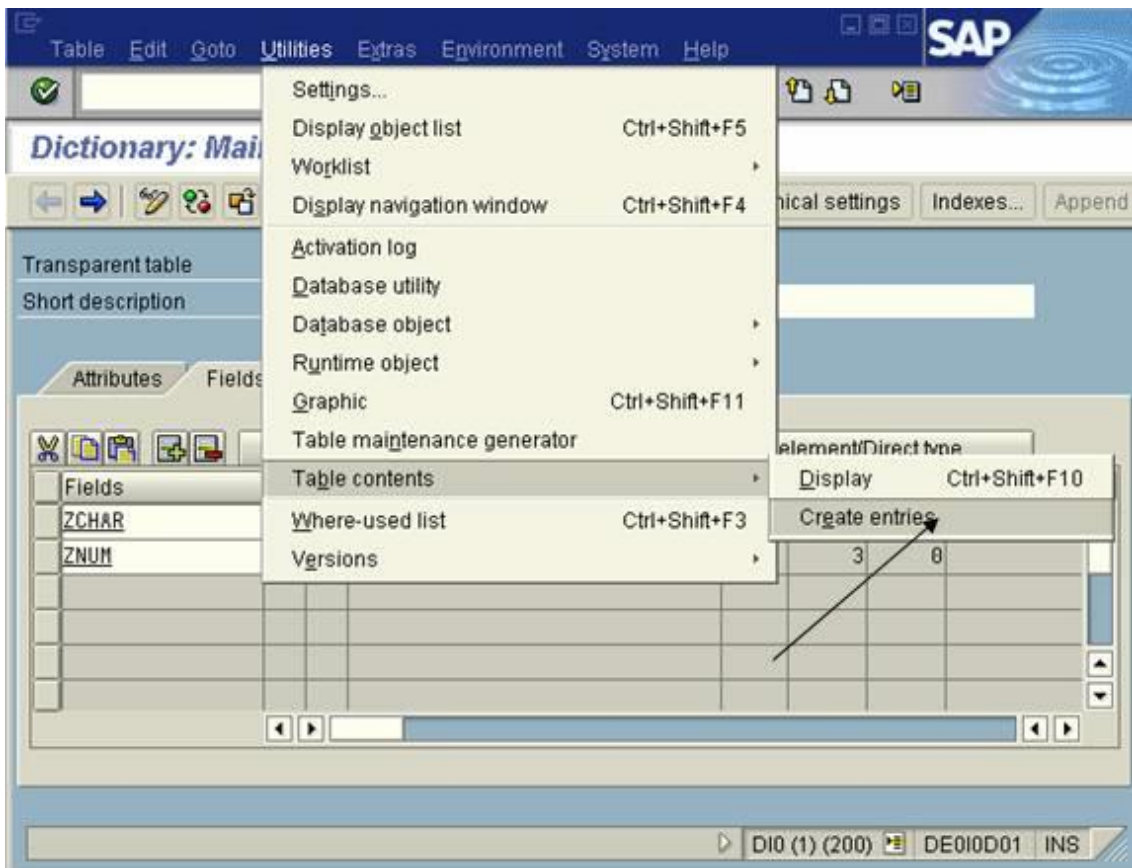 SAP
Table Edit Goto Utilities Extras Environment System Help
Settings...
Display object list Ctrl+Shift+F5
Worklist
Display navigation window Ctrl+Shift+F4
Activation log
Database utility
Database object
Runtime object
Graphic Ctrl+Shift+F11
Table maintenance generator
Table contents
Where-used list Ctrl+Shift+F3
Versions
Display Ctrl+Shift+F10
Create entries
Dictionary: Mai
nical settings Indexes... Append
Transparent table
Short description
Attributes Fields
element/Direct type
Fields
ZCHAR
ZNUM 3 0
DI0 (1) (200) DE0I0D01 INS